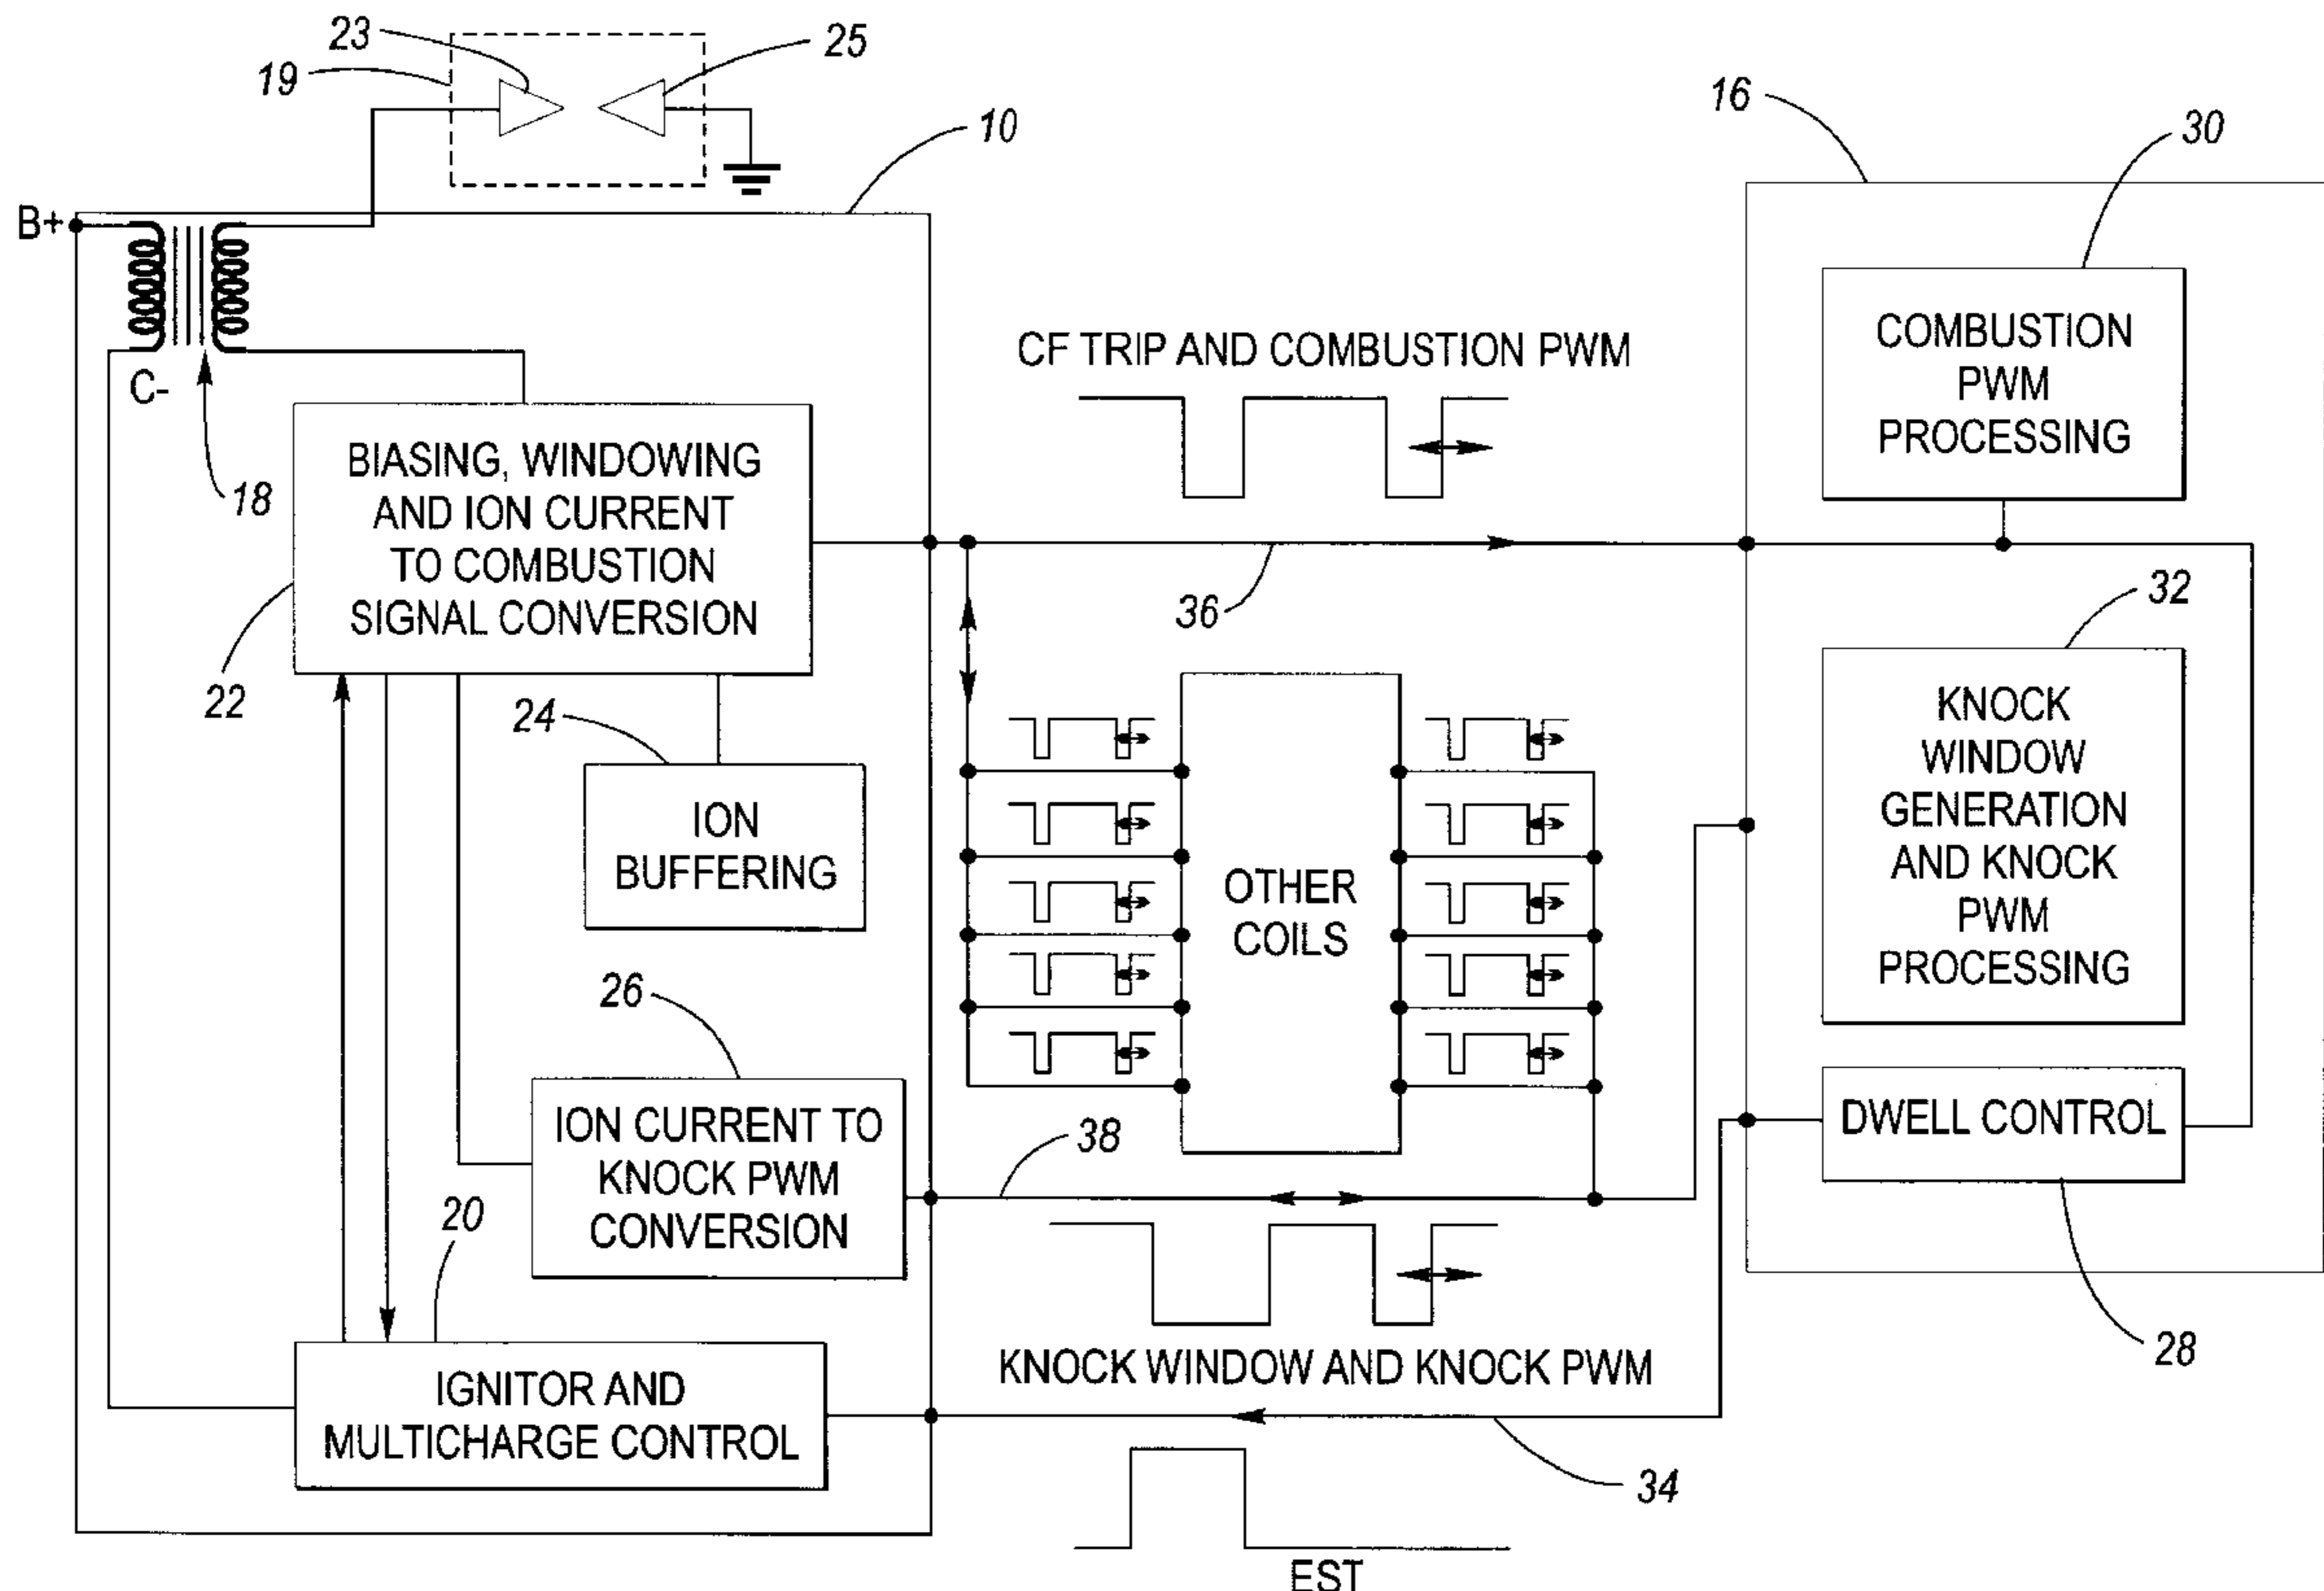 23
25
19
10
16
30
B+
C-
18
CF TRIP AND COMBUSTION PWM
COMBUSTION
PWM
PROCESSING
BIASING, WINDOWING
AND ION CURRENT
TO COMBUSTION
SIGNAL CONVERSION
22
36
32
24
ION
BUFFERING
OTHER
COILS
KNOCK
WINDOW
GENERATION
AND KNOCK
PWM
PROCESSING
26
ION CURRENT TO
KNOCK PWM
CONVERSION
38
DWELL CONTROL
28
20
IGNITOR AND
MULTICHARGE CONTROL
KNOCK WINDOW AND KNOCK PWM
34
EST